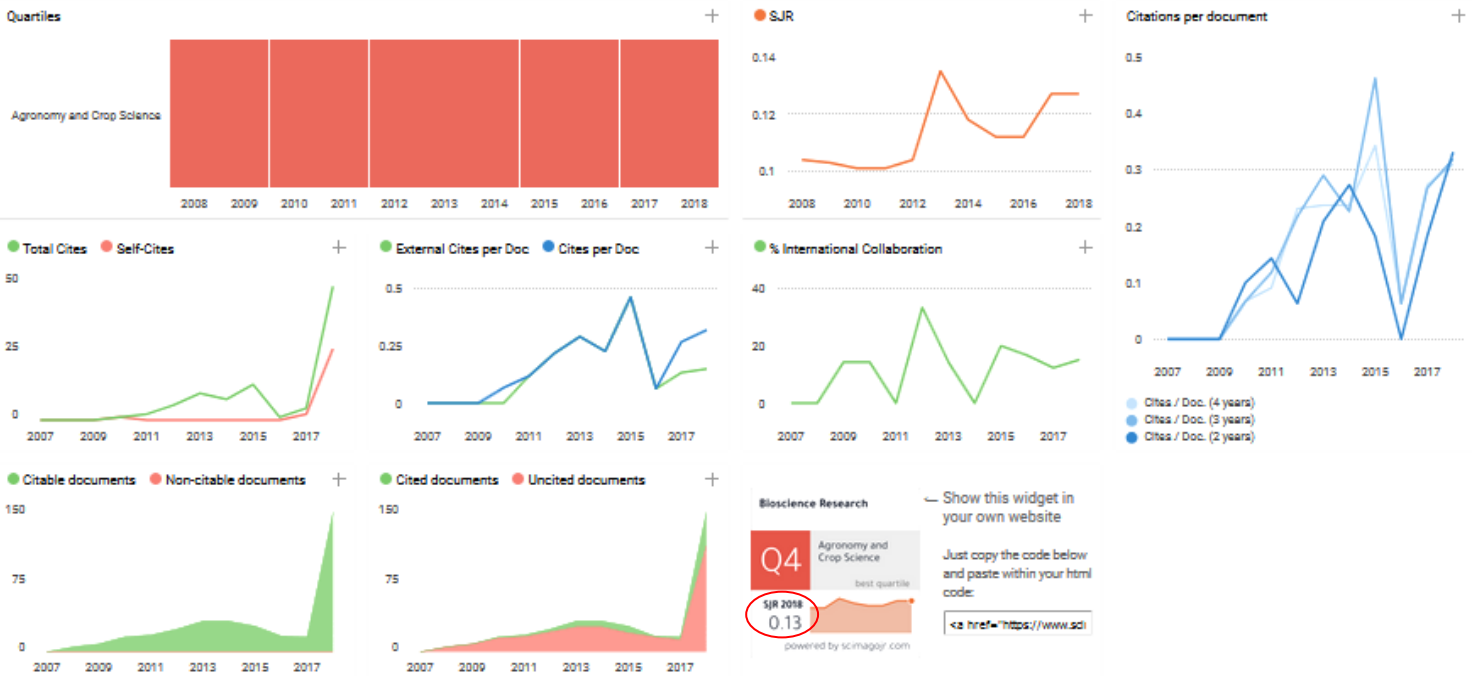 Quartiles
Agronomy and Crop Science
2008 2009 2010 2011 2012 2013 2014 2015 2016 2017 2018
SJR
0.14
0.12
0.1
2008 2010 2012 2014 2016 2018
Citations per document
0.5
0.4
0.3
0.2
0.1
0
2007 2009 2011 2013 2015 2017
Cites / Doc. (4 years)
Cites / Doc. (3 years)
Cites / Doc. (2 years)
Total Cites Self-Cites
50
25
0
2007 2009 2011 2013 2015 2017
External Cites per Doc Cites per Doc
0.5
0.25
0
2007 2009 2011 2013 2015 2017
% International Collaboration
40
20
0
2007 2009 2011 2013 2015 2017
Citable documents Non-citable documents
150
75
0
2007 2009 2011 2013 2015 2017
Cited documents Uncited documents
150
75
0
2007 2009 2011 2013 2015 2017
Bioscience Research
Q4
Agronomy and
Crop Science
best quartile
SJR 2018
0.13
powered by scimagojr.com
Show this widget in
your own website
Just copy the code below
and paste within your html
code:
<a href="https://www.sci